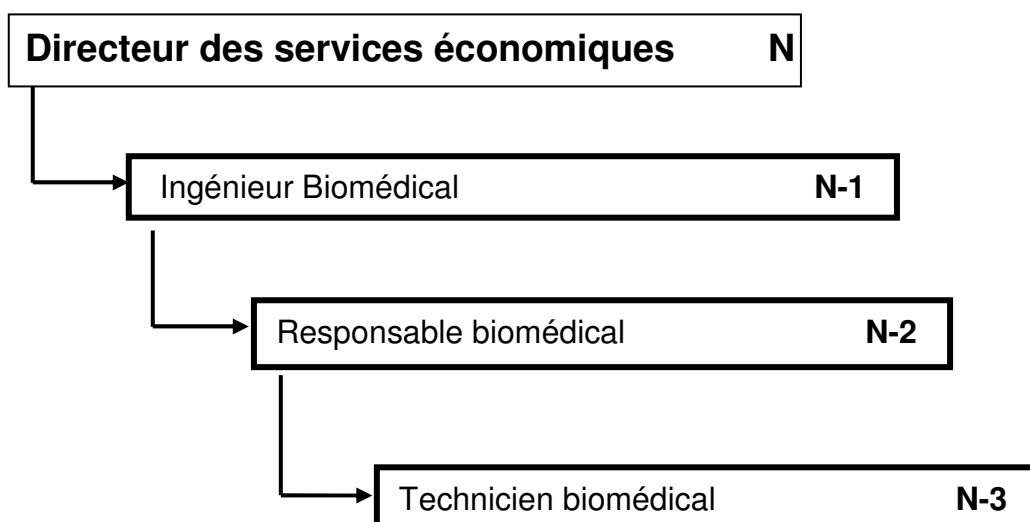 Directeur des services économiques N
Ingénieur Biomédical N-1
Responsable biomédical N-2
Technicien biomédical N-3